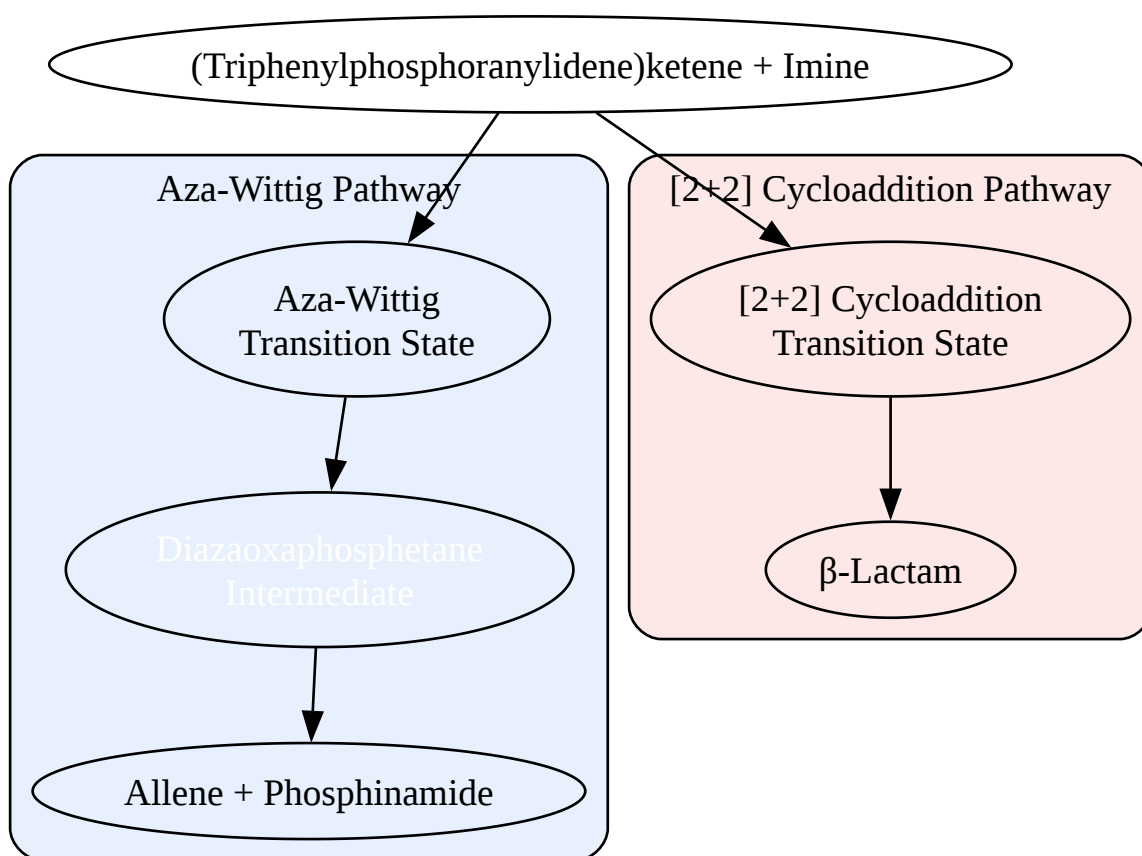 (Triphenylphosphoranylidene)ketene + Imine
Aza-Wittig Pathway
[2+2] Cycloaddition Pathway
Aza-Wittig
Transition State
[2+2] Cycloaddition
Transition State
Diazaoxaphosphetane
Intermediate
β-Lactam
Allene + Phosphinamide